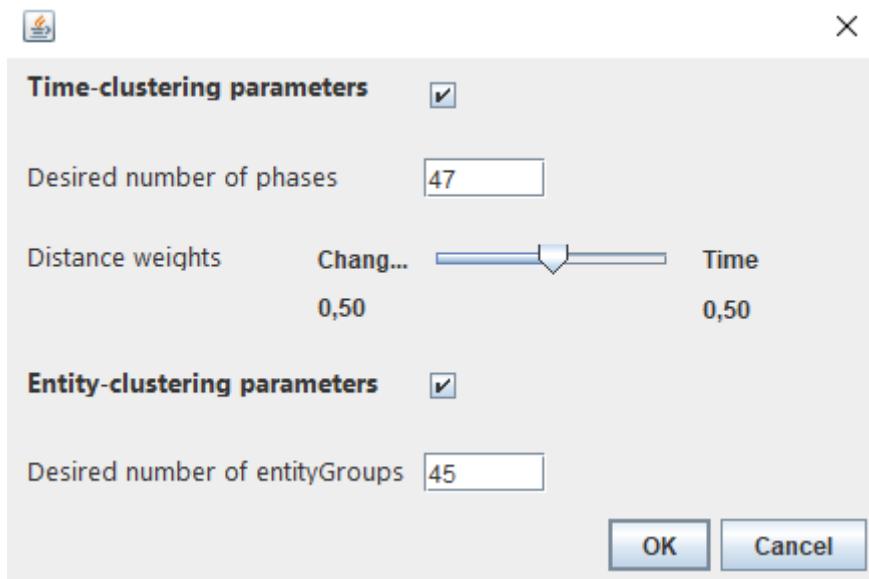 Time-clustering parameters
Desired number of phases 47
Distance weights Chang... Time
0,50 0,50
Entity-clustering parameters
Desired number of entityGroups 45
OK Cancel